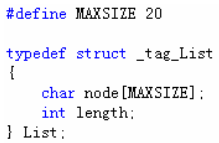 #define MAXSIZE 20
typedef struct _tag_List
{
    char node[MAXSIZE];
    int length;
} List;